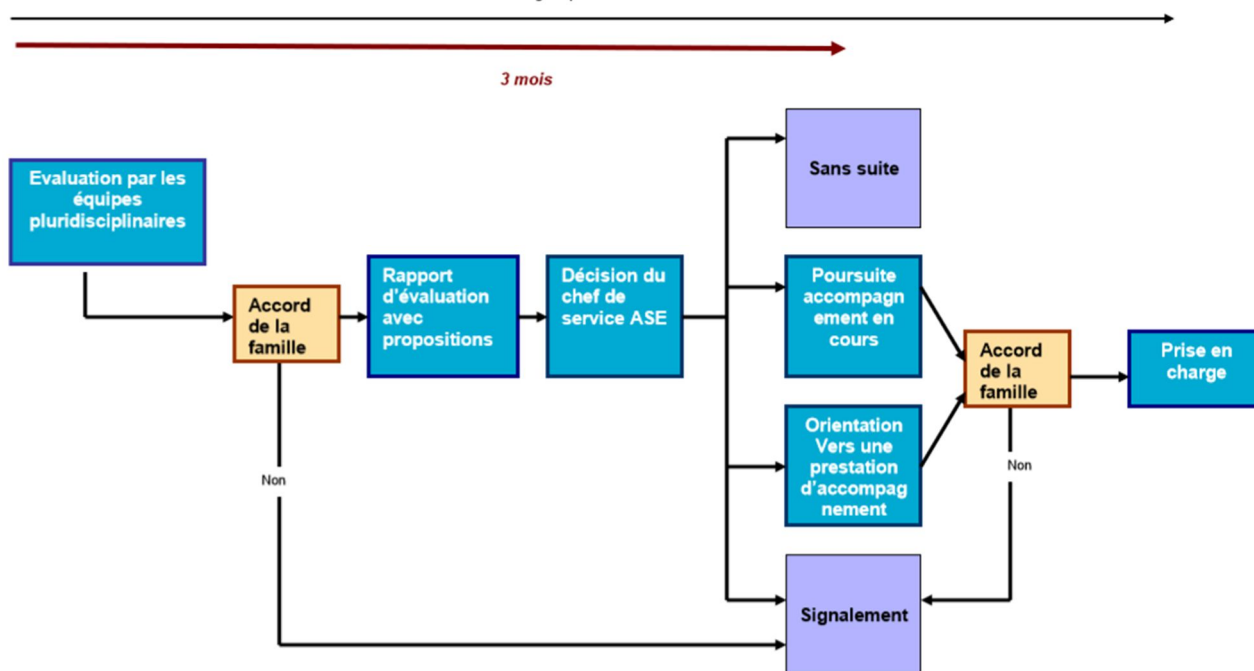 3 mois
Evaluation par les
équipes
pluridisciplinaires
Accord
de la
famille
Rapport
d'évaluation
avec
propositions
Décision du
chef de
service ASE
Sans suite
Poursuite
accompagn
ement en
cours
Orientation
Vers une
prestation
d'accompag
nement
Signalement
Accord
de la
famille
Prise en
charge
Non
Non